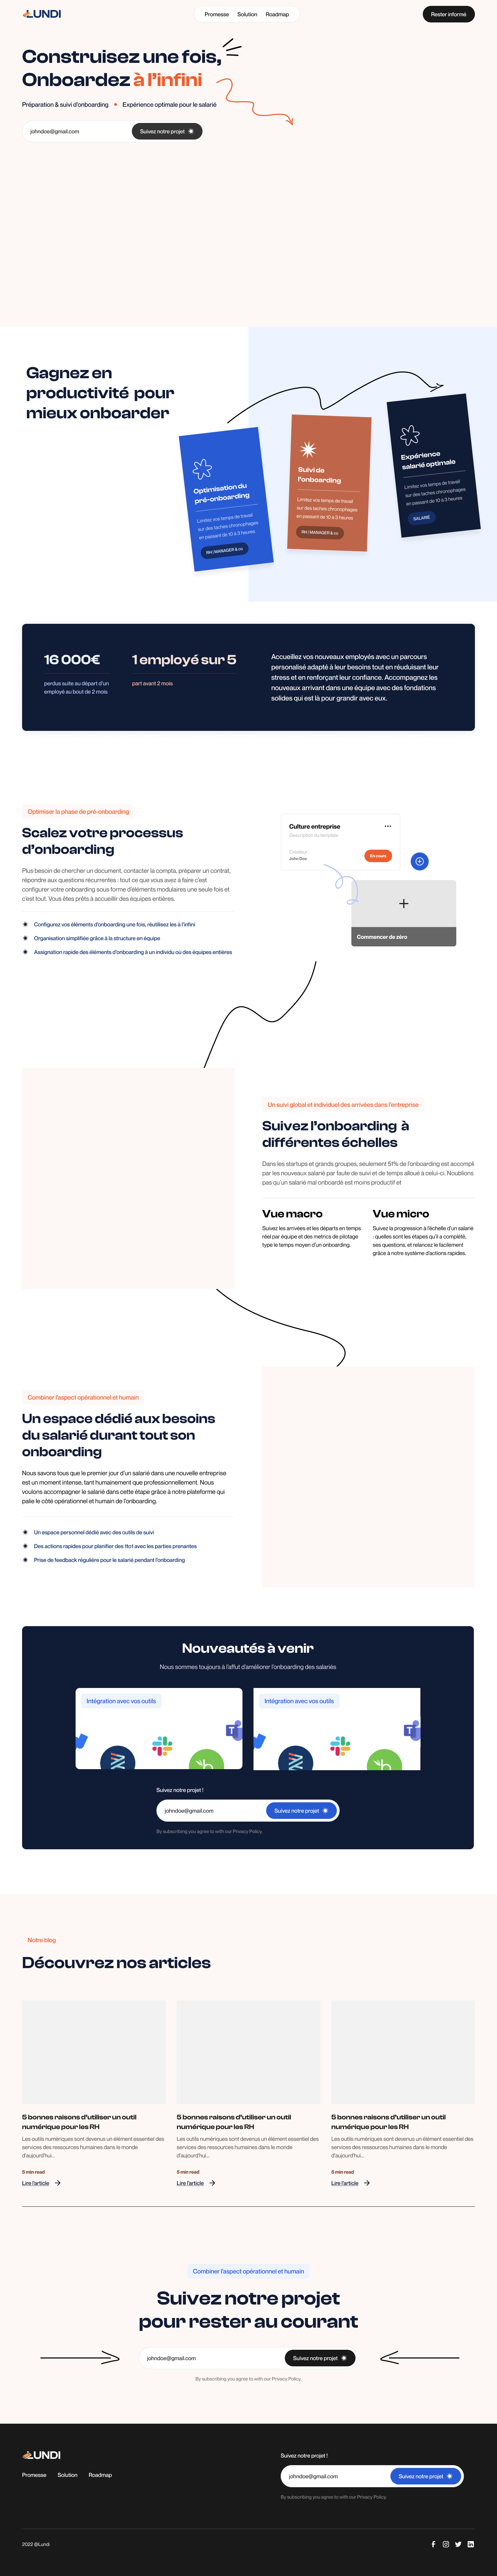 LUNDI
Promesse Solution Roadmap
Rester informé
Construisez une fois,
Onboardez à l'infini
Préparation & suivi d'onboarding Expérience optimale pour le salarié
johndoe@gmail.com
Suivez notre projet
Gagnez en
productivité pour
mieux onboarder
Optimisation du
pré-onboarding
Limitez vos temps de travail
sur des taches chronophages
en passant de 10 à 3 heures
RH / MANAGER & co
Suivi de
l'onboarding
Limitez vos temps de travail
sur des taches chronophages
en passant de 10 à 3 heures
RH / MANAGER & co
Expérience
salarié optimale
Limitez vos temps de travail
sur des taches chronophages
en passant de 10 à 3 heures
SALARIÉ
16 000€
perdus suite au départ d'un
employé au bout de 2 mois
1 employé sur 5
part avant 2 mois
Accueillez vos nouveaux employés avec un parcours
personalisé adapté à leur besoins tout en réuduisant leur
stress et en renforçant leur confiance. Accompagnez les
nouveaux arrivant dans une équipe avec des fondations
solides qui est là pour grandir avec eux.
Optimiser la phase de pré-onboarding
Scalez votre processus
d'onboarding
Plus besoin de chercher un document, contacter la compta, préparer un contrat,
répondre aux questions récurrentes : tout ce que vous avez à faire c'est
configurer votre onboarding sous forme de templates modulaires une seule fois et
c'est tout. Vous êtes prêt à accueillir des équipes entières.
Configurez vos éléments d'onboarding une fois, réutilisez les à l'infini
Organisation simplifiée grâce à la structure en équipe
Assignation rapide des éléments d'onboarding à un individu où des équipes entières
Culture entreprise
Description du template
Créateur
John Doe
En cours
Commencer de zéro
Un suivi global et individuel des arrivées dans l'entreprise
Suivez l'onboarding à
différentes échelles
Dans les startups et grands groupes, seulement 51% de l'onboarding est accompli
par les nouveaux salarié par faute de suivi et de temps alloué à celui-ci. Noublions
pas qu'un salarié mal onboardé est moins productif et
Vue macro
Suivez les arrivées et les départs en temps
réel par équipe et des metrics de pilotage
type le temps moyen d'un onboarding.
Vue micro
Suivez la progression à l'échelle d'un salarié
: quelles sont les étapes qu'il a complété,
ses questions, et relancez le facilement
grâce à notre système d'actions rapides.
Combiner l'aspect opérationnel et humain
Un espace dédié aux besoins
du salarié durant tout son
onboarding
Nous savons tous que le premier jour d'un salarié dans une nouvelle entreprise
est un moment intense, tant humainement que professionnellement. Nous
voulons accompagner le salarié dans cette étape grâce à notre plateforme qui
palie le côté opérationnel et humain de l'onboarding.
Un espace personnel dédié avec des outils de suivi
Des actions rapides pour planifier des 1to1 avec les parties prenantes
Prise de feedback régulière pour le salarié pendant l'onboarding
Nouveautés à venir
Nous sommes toujours à l'affut d'améliorer l'onboarding des salariés
Intégration avec vos outils
Intégration avec vos outils
Suivez notre projet !
johndoe@gmail.com
Suivez notre projet
By subscribing you agree to with our Privacy Policy.
Notre blog
Découvrez nos articles
5 bonnes raisons d'utiliser un outil
numérique pour les RH
Les outils numériques sont devenus un élément essentiel des
services des ressources humaines dans le monde
d'aujourd'hui...
5 min read
Lire l'article
5 bonnes raisons d'utiliser un outil
numérique pour les RH
Les outils numériques sont devenus un élément essentiel des
services des ressources humaines dans le monde
d'aujourd'hui...
5 min read
Lire l'article
5 bonnes raisons d'utiliser un outil
numérique pour les RH
Les outils numériques sont devenus un élément essentiel des
services des ressources humaines dans le monde
d'aujourd'hui...
5 min read
Lire l'article
Combiner l'aspect opérationnel et humain
Suivez notre projet
pour rester au courant
johndoe@gmail.com
Suivez notre projet
By subscribing you agree to with our Privacy Policy.
LUNDI
Promesse Solution Roadmap
Suivez notre projet !
johndoe@gmail.com
Suivez notre projet
By subscribing you agree to with our Privacy Policy.
2022 @Lundi